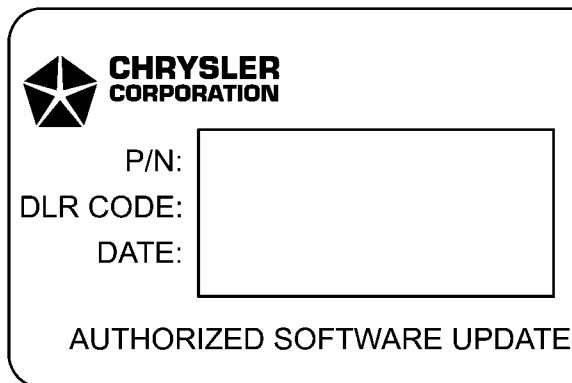 CHRYSLER
CORPORATION
P/N:
DLR CODE:
DATE:
AUTHORIZED SOFTWARE UPDATE